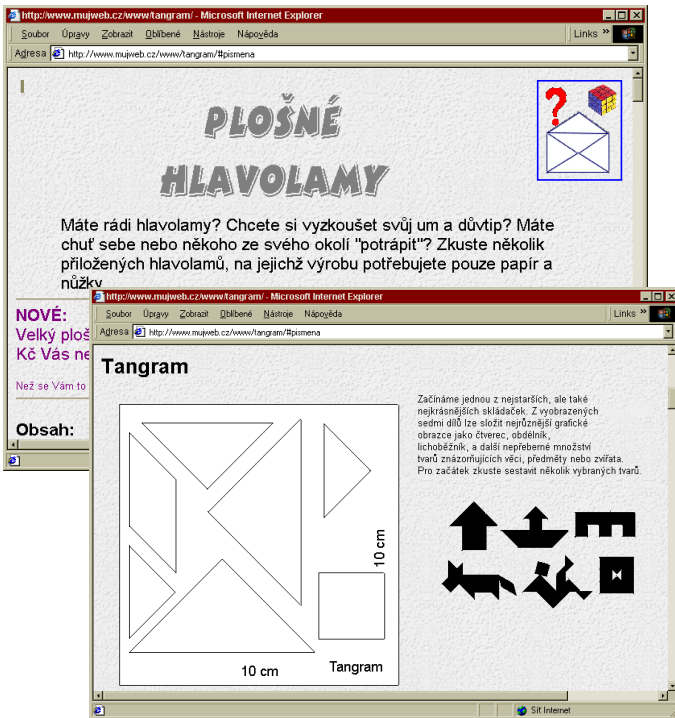 http://www.mujweb.cz/www/tangram/ - Microsoft Internet Explorer
Soubor Úpravy Zobrazit Oblíbené Nástroje Nápověda Links »
Adresa http://www.mujweb.cz/www/tangram/#pismena
PLOŠNÉ
HLAVOLAMY
?
Máte rádi hlavolamy? Chcete si vyzkoušet svůj um a důvtip? Máte
chuť sebe nebo někoho ze svého okolí "potrápit"? Zkuste několik
přiložených hlavolamů, na jejichž výrobu potřebujete pouze papír a
nůžky
NOVÉ:
Velký
Kč Vás
Než se Vám to
Obsah:
http://www.mujweb.cz/www/tangram/ - Microsoft Internet Explorer
Soubor Úpravy Zobrazit Oblíbené Nástroje Nápověda Links »
Adresa http://www.mujweb.cz/www/tangram/#pismena
Tangram
Začínáme jednou z nejstarších, ale také
nejkrásnějších skládaček. Z vyobrazených
sedmi dílů lze složit nejrůznější grafické
obrazce jako čtverec, obdélník,
lichoběžník, a další nepřeberné množství
tvarů znázorňujících věci, předměty nebo zvířata.
Pro začátek zkuste sestavit několik vybraných tvarů.
10 cm
10 cm
Tangram
Síť Internet